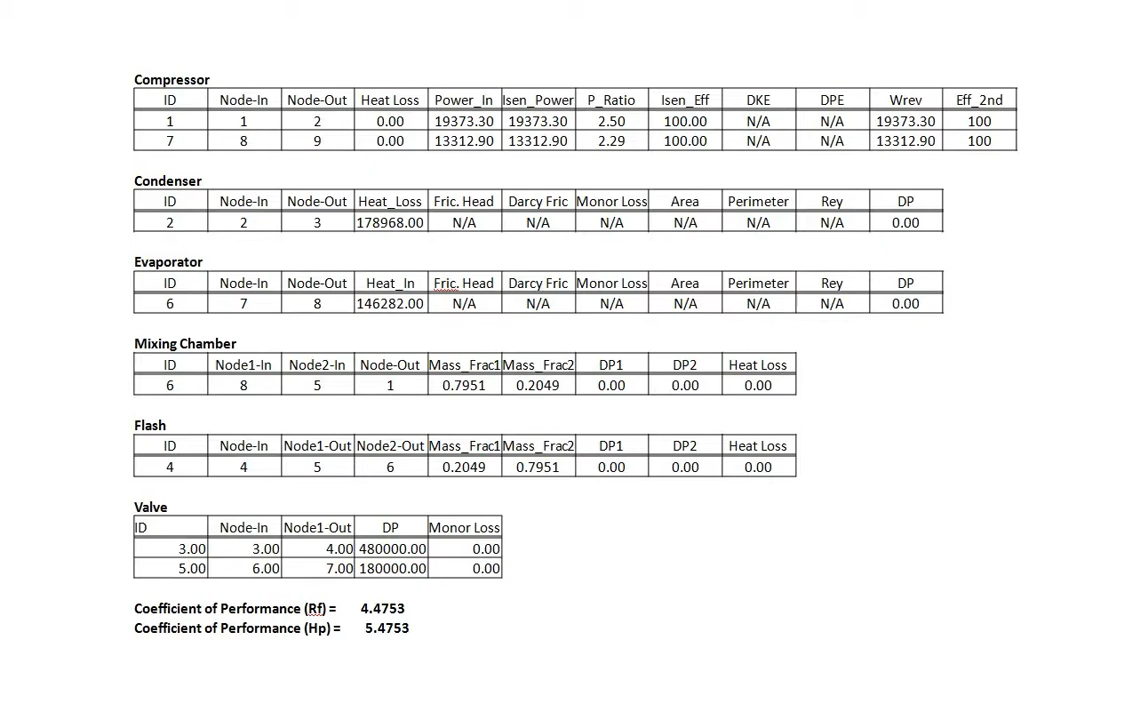 Compressor
ID Node-In Node-Out Heat Loss Power_In Isen_Power P_Ratio Isen_Eff DKE DPE Wrev Eff_2nd
1 1 2 0.00 19373.30 19373.30 2.50 100.00 N/A N/A 19373.30 100
7 8 9 0.00 13312.90 13312.90 2.29 100.00 N/A N/A 13312.90 100
Condenser
ID Node-In Node-Out Heat_Loss Fric. Head Darcy Fric Monor Loss Area Perimeter Rey DP
2 2 3 178968.00 N/A N/A N/A N/A N/A N/A 0.00
Evaporator
ID Node-In Node-Out Heat_In Fric. Head Darcy Fric Monor Loss Area Perimeter Rey DP
6 7 8 146282.00 N/A N/A N/A N/A N/A N/A 0.00
Mixing Chamber
ID Node1-In Node2-In Node-Out Mass_Frac1 Mass_Frac2 DP1 DP2 Heat Loss
6 8 5 1 0.7951 0.2049 0.00 0.00 0.00
Flash
ID Node-In Node1-Out Node2-Out Mass_Frac1 Mass_Frac2 DP1 DP2 Heat Loss
4 4 5 6 0.2049 0.7951 0.00 0.00 0.00
Valve
ID Node-In Node1-Out DP Monor Loss
3.00 3.00 4.00 480000.00 0.00
5.00 6.00 7.00 180000.00 0.00
Coefficient of Performance (Rf) = 4.4753
Coefficient of Performance (Hp) = 5.4753